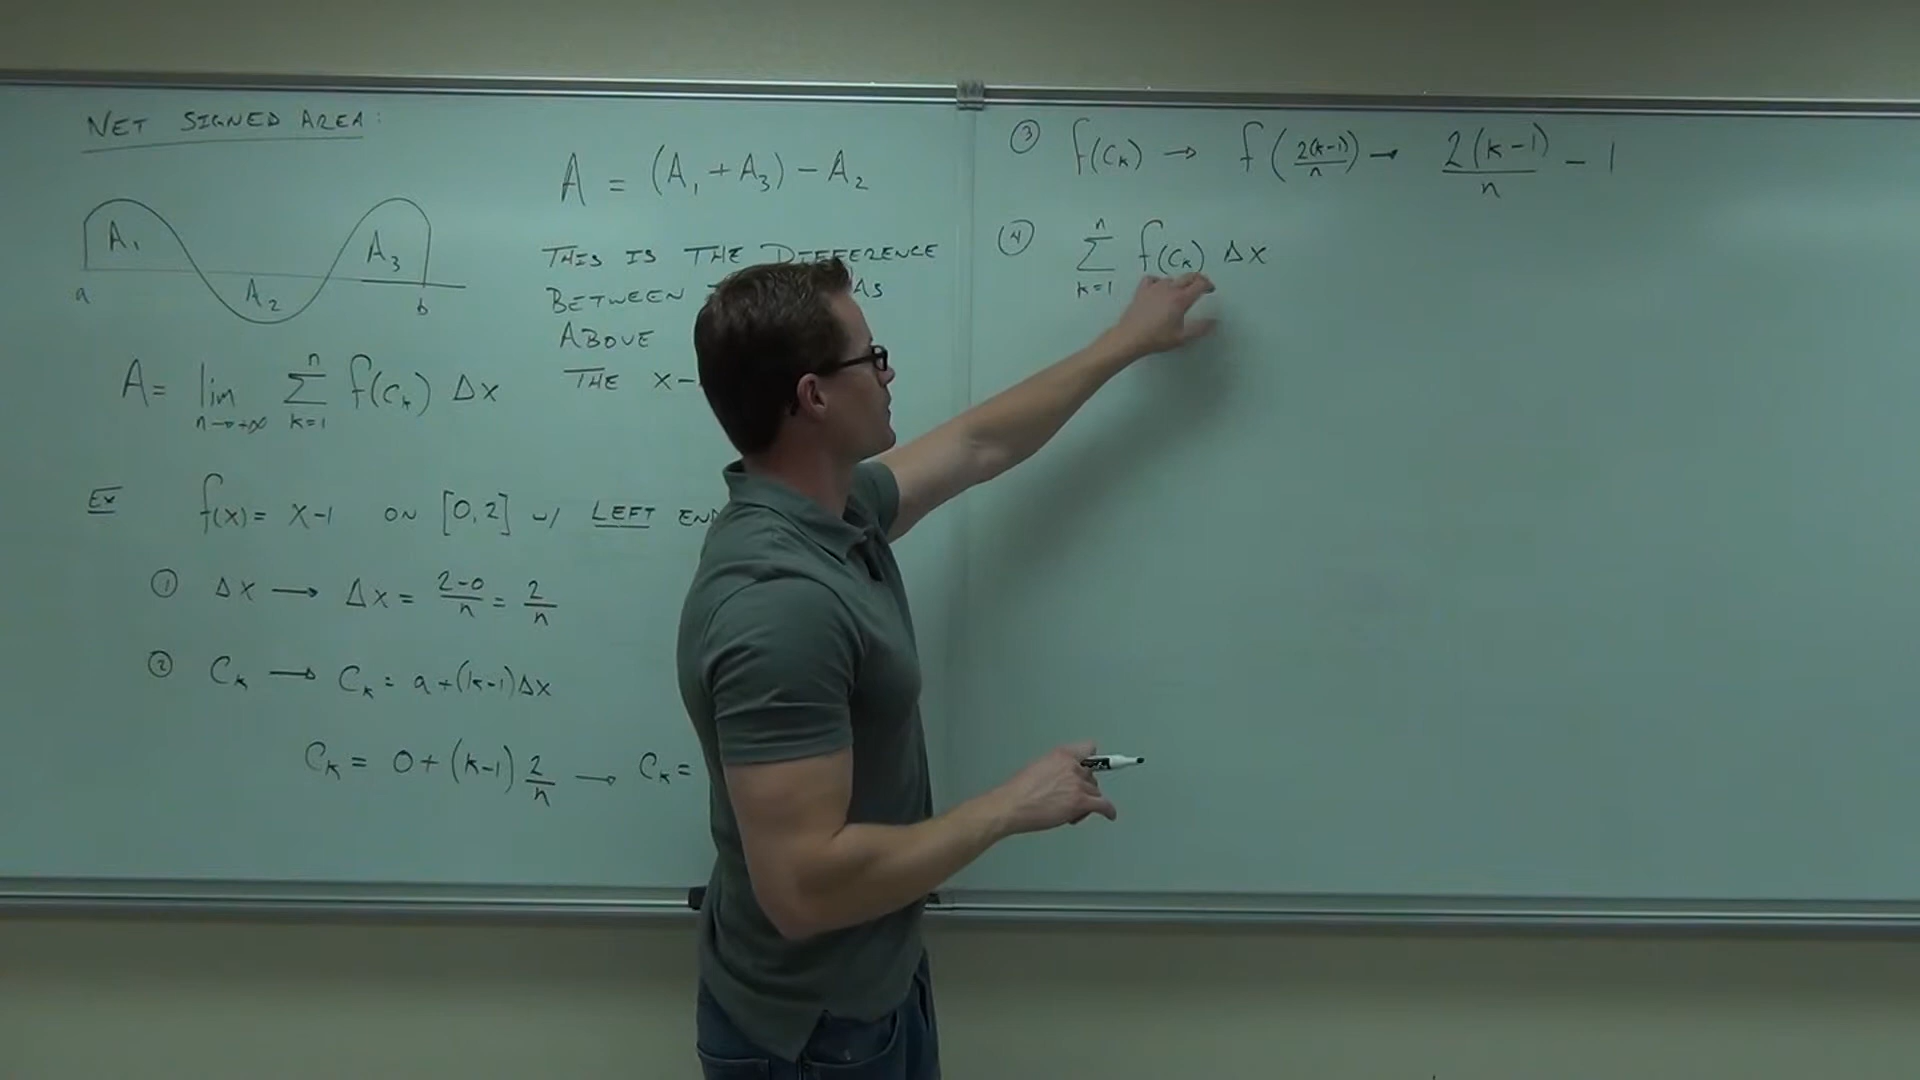 NET SIGNED AREA:
A₁
A₂
A₃
a
b
A = (A₁ + A₃) − A₂
THIS IS THE DIFFERENCE
BETWEEN AS
ABOVE
THE X-
A = lim n→+∞ ∑ k=1 n f(Cₖ) Δx
EX f(x) = x-1 ON [0,2] w/ LEFT
① Δx → Δx = 2-0/n = 2/n
② Cₖ → Cₖ = a+(k-1)Δx
Cₖ = 0+(k-1) 2/n → Cₖ =
③ f(Cₖ) → f(2(k-1)/n) → 2(k-1)/n − 1
④ ∑ k=1 n f(Cₖ) Δx